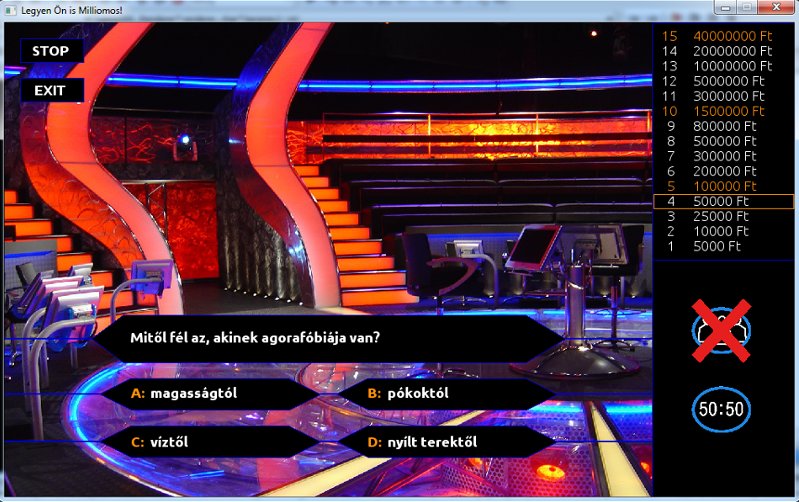 Legyen Ön is Milliomos!
STOP
EXIT
15 40000000 Ft
14 20000000 Ft
13 10000000 Ft
12 5000000 Ft
11 3000000 Ft
10 1500000 Ft
9 800000 Ft
8 500000 Ft
7 300000 Ft
6 200000 Ft
5 100000 Ft
4 50000 Ft
3 25000 Ft
2 10000 Ft
1 5000 Ft
Mitől fél az, akinek agorafóbiája van?
A: magasságtól
B: pókoktól
C: víztől
D: nyílt terektől
50:50